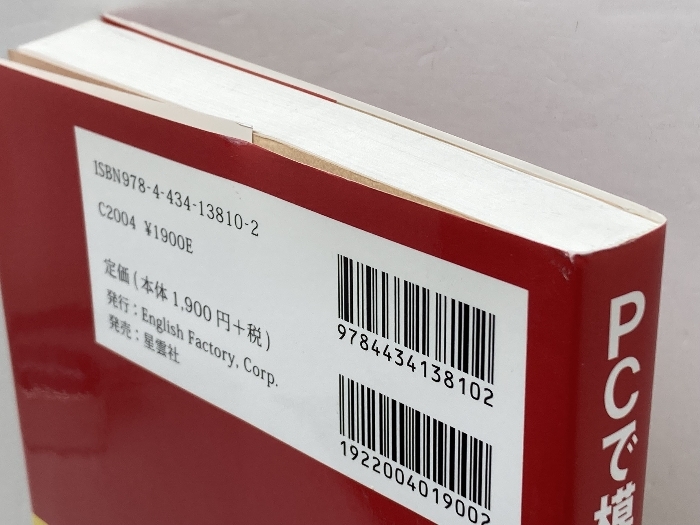 ISBN978-4-434-13810-2
C2004 ¥1900E
定価(本体1,900円+税)
発行:English Factory, Corp.
発売:星雲社
9784434138102
1922004019002
PCで模